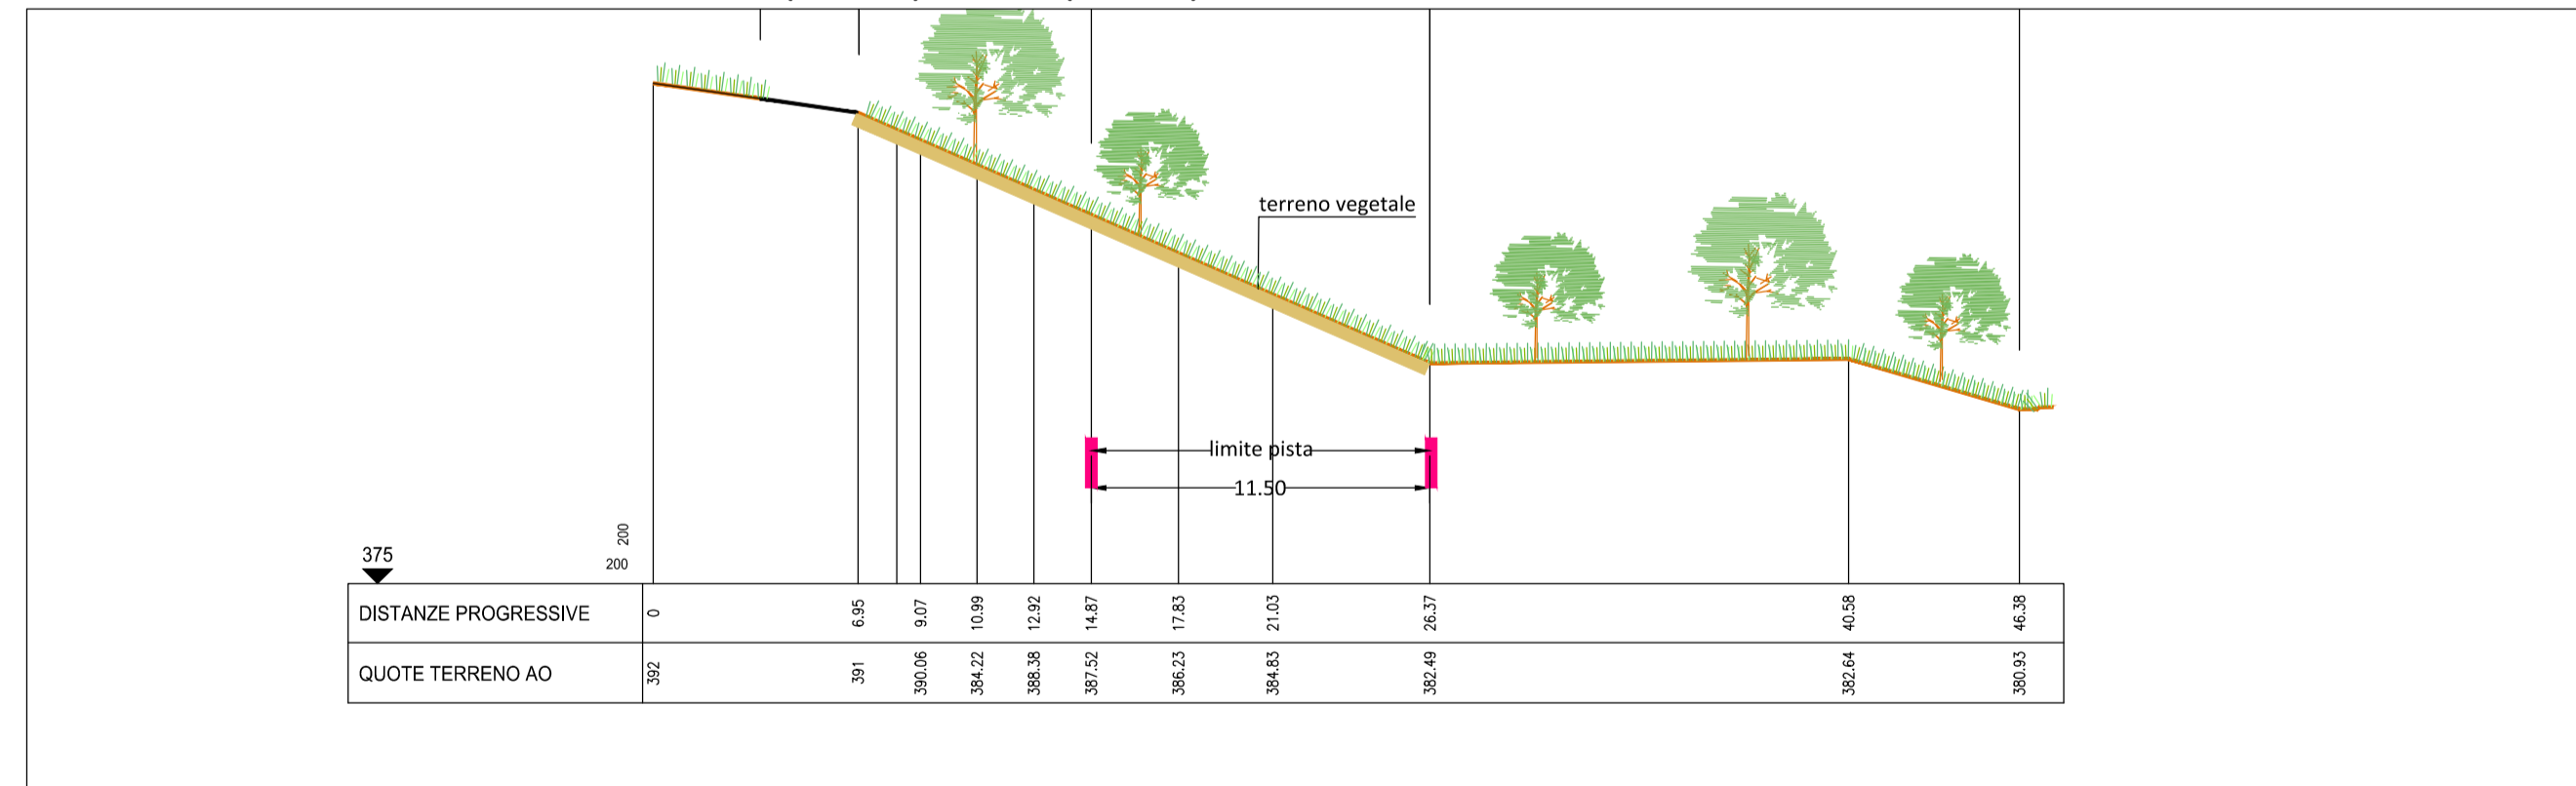 terreno vegetale
limite pista
11.50
200
375
200
DISTANZE PROGRESSIVE 0 6.95 9.07 10.99 12.92 14.87 17.83 21.03 26.37 40.58 46.38
QUOTE TERRENO AO 392 391 390.06 384.22 388.38 387.52 386.23 384.83 382.49 382.64 380.93